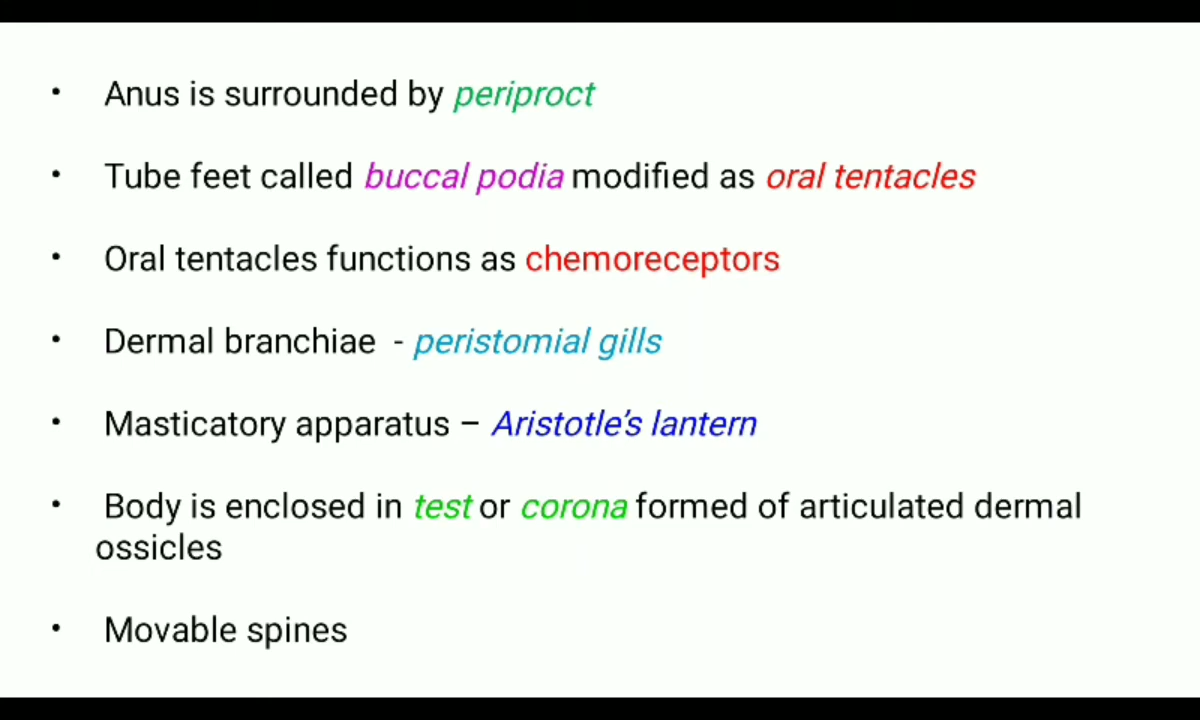 • Anus is surrounded by periproct
• Tube feet called buccal podia modified as oral tentacles
• Oral tentacles functions as chemoreceptors
• Dermal branchiae - peristomial gills
• Masticatory apparatus – Aristotle’s lantern
• Body is enclosed in test or corona formed of articulated dermal
ossicles
• Movable spines